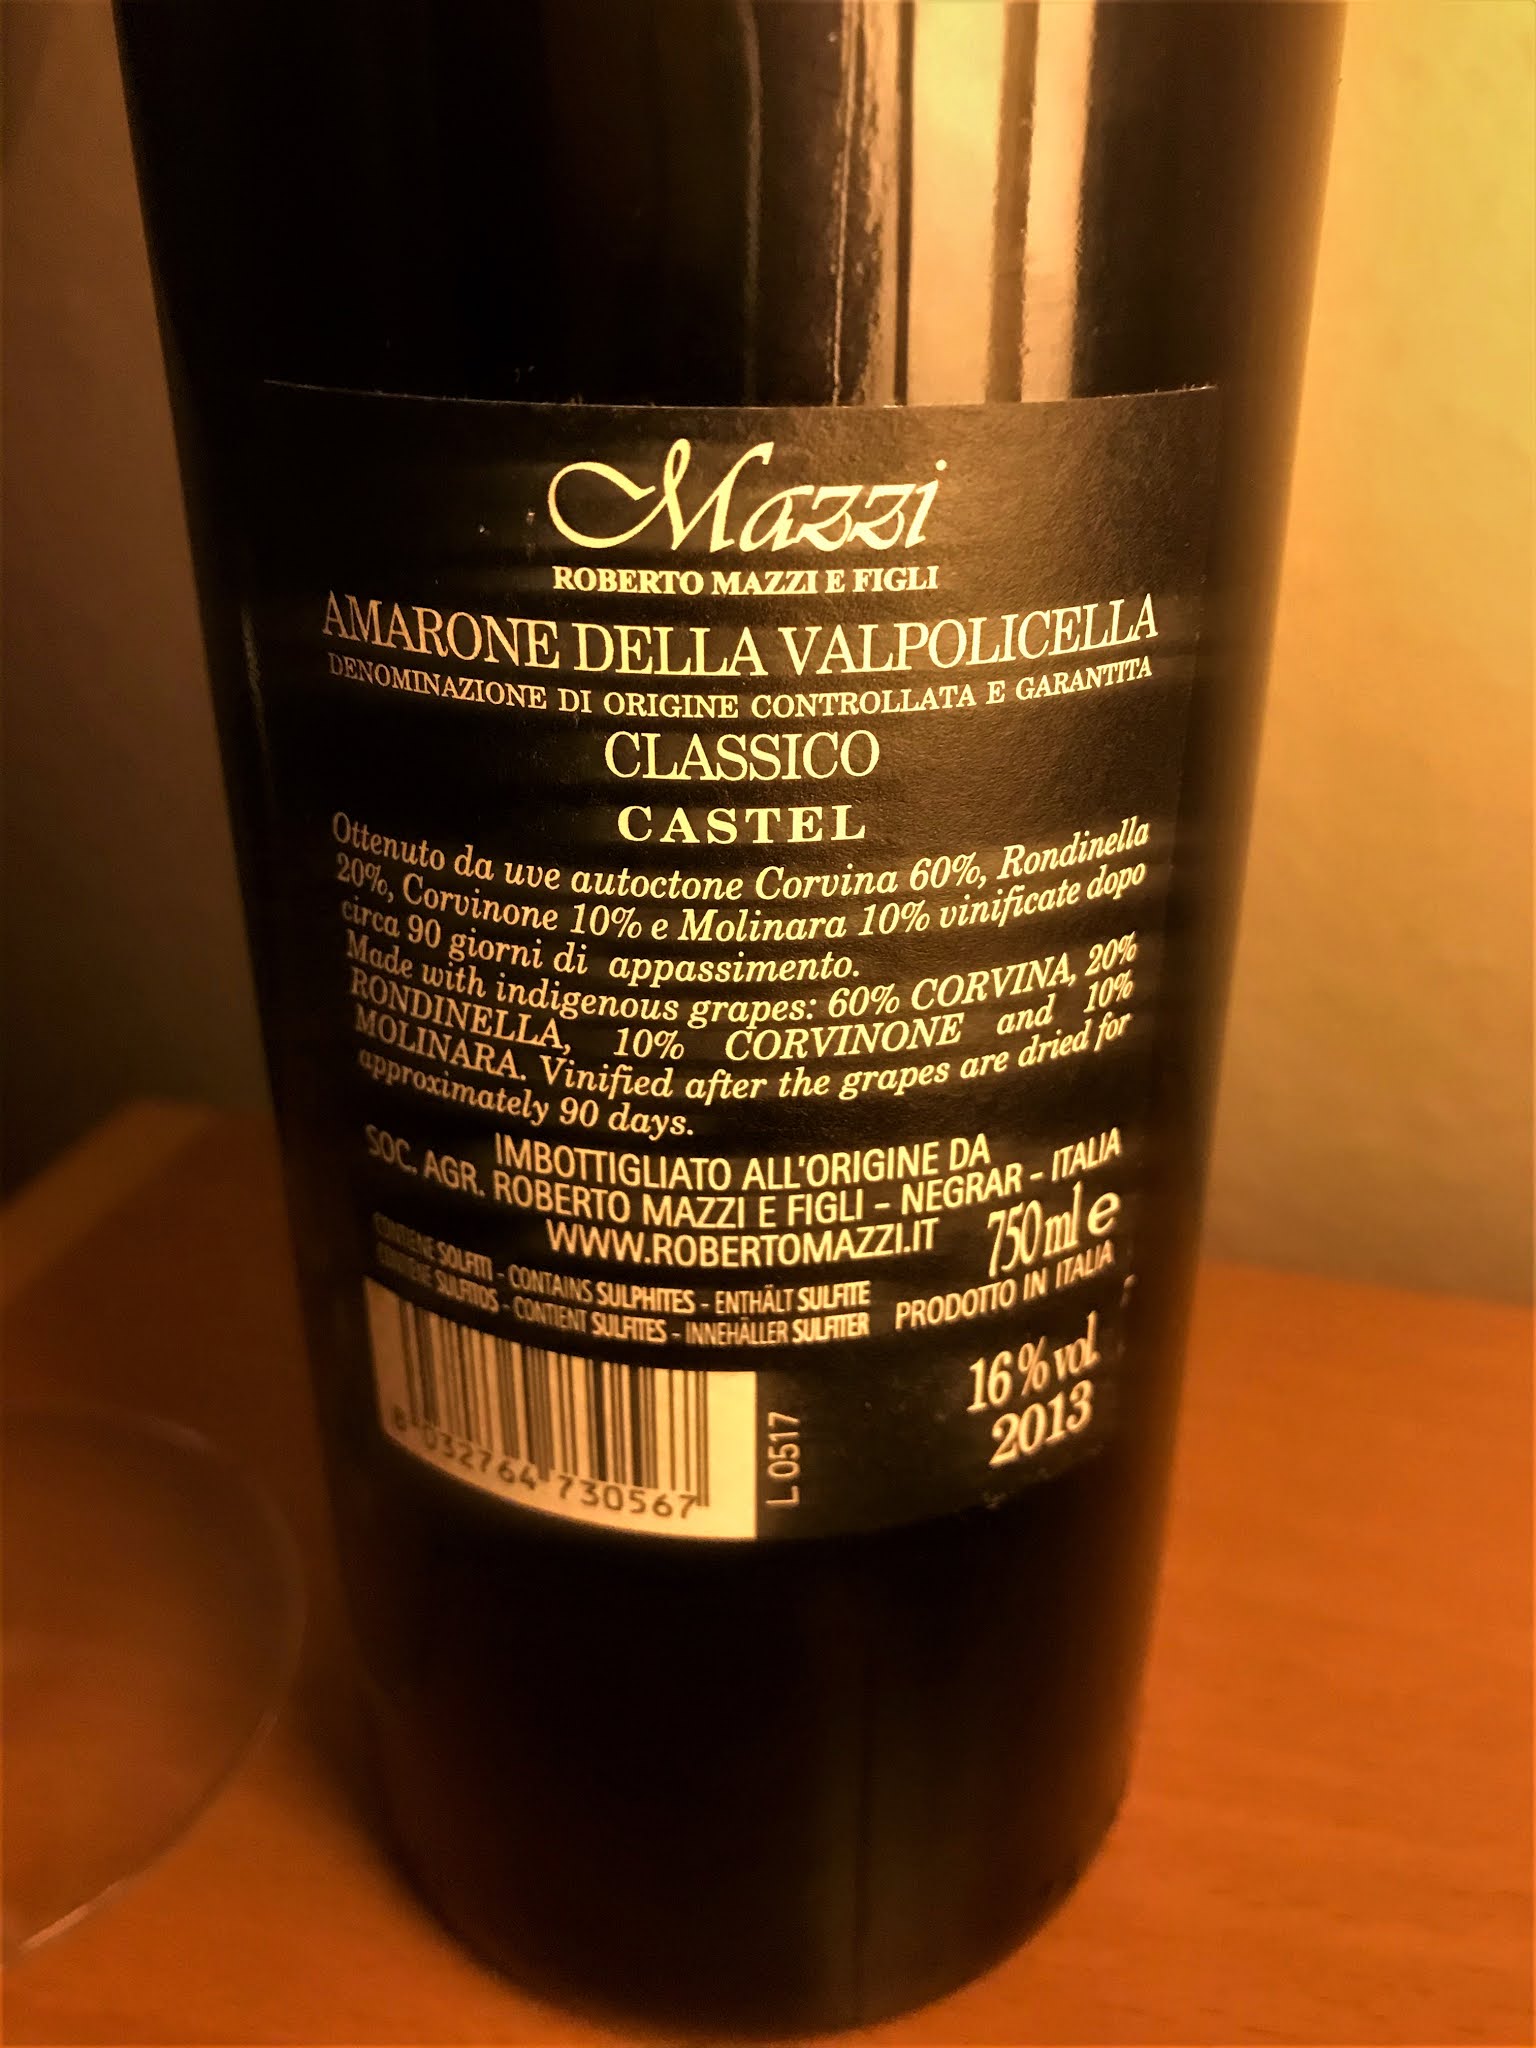 Mazzi
ROBERTO MAZZI E FIGLI
AMARONE DELLA VALPOLICELLA
DENOMINAZIONE DI ORIGINE CONTROLLATA E GARANTITA
CLASSICO
CASTEL
Ottenuto da uve autoctone Corvina 60%, Rondinella
20%, Corvinone 10% e Molinara 10% vinificate dopo
circa 90 giorni di appassimento.
Made with indigenous grapes: 60% CORVINA, 20%
RONDINELLA, 10% CORVINONE and 10%
MOLINARA. Vinified after the grapes are dried for
approximately 90 days.
IMBOTTIGLIATO ALL'ORIGINE DA
SOC. AGR. ROBERTO MAZZI E FIGLI - NEGRAR - ITALIA
WWW.ROBERTOMAZZI.IT
750 ml e
CONTIENE SOLFITI - CONTAINS SULPHITES - ENTHÄLT SULFITE
CONTIENE SULFITOS - CONTIENT SULFITES - INNEHÅLLER SULFITER
PRODOTTO IN ITALIA
16 % vol.
2013
8 032764 730567
L 0517